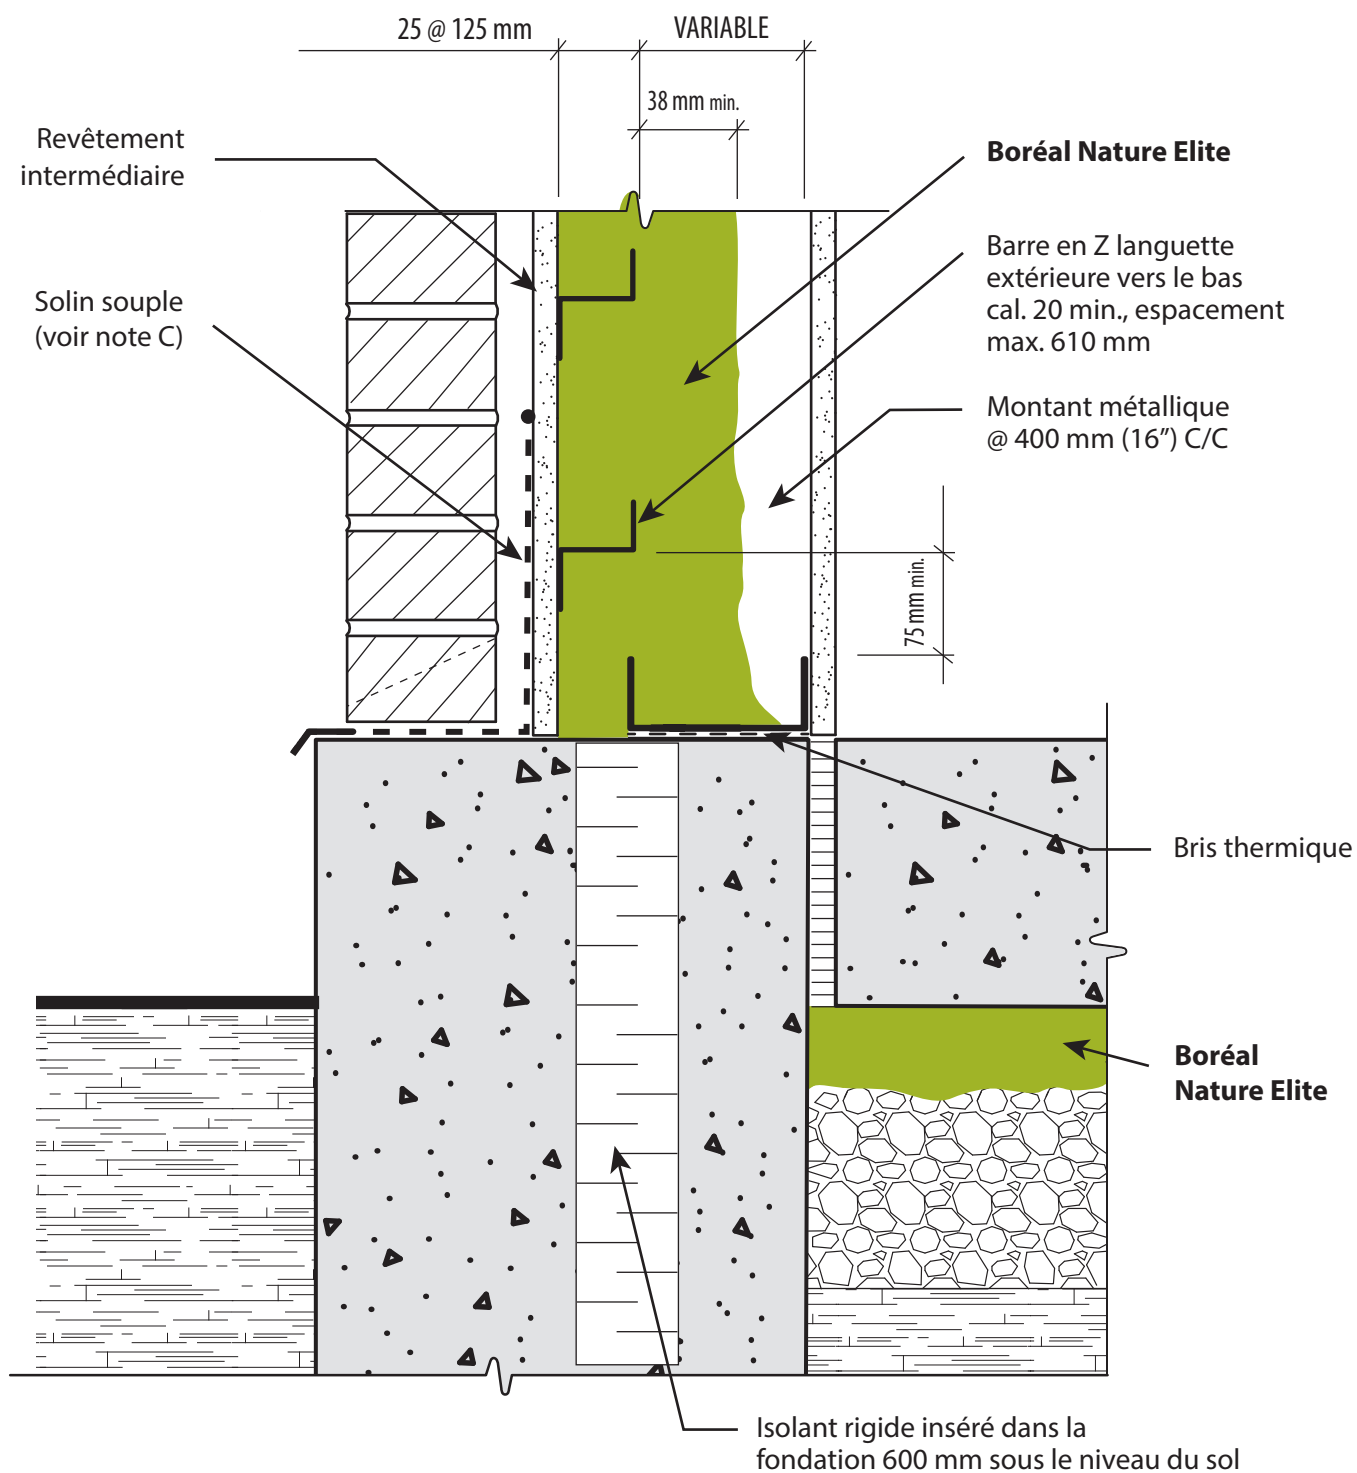 25 @ 125 mm
VARIABLE
38 mm min.
Revêtement
intermédiaire
Boréal Nature Elite
Solin souple
(voir note C)
Barre en Z languette
extérieure vers le bas
cal. 20 min., espacement
max. 610 mm
Montant métallique
@ 400 mm (16”) C/C
75 mm min.
Bris thermique
Boréal
Nature Elite
Isolant rigide inséré dans la
fondation 600 mm sous le niveau du sol